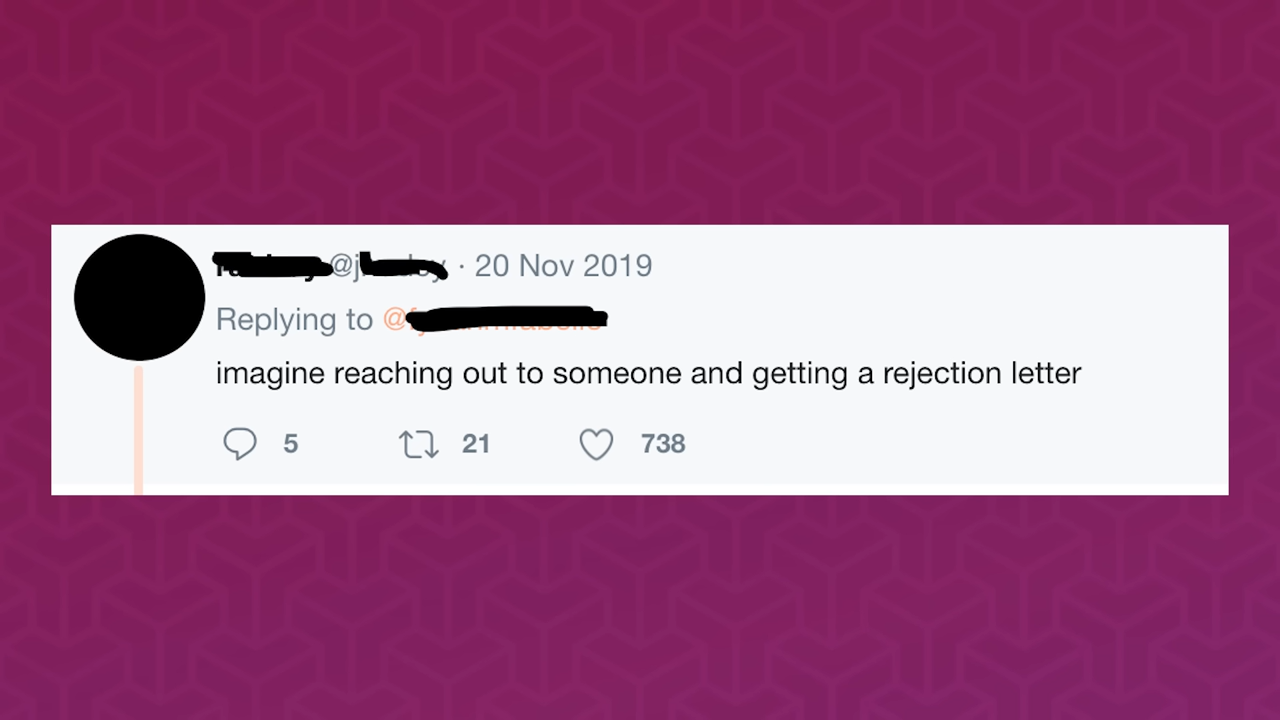 · 20 Nov 2019
Replying to
imagine reaching out to someone and getting a rejection letter
5 21 738